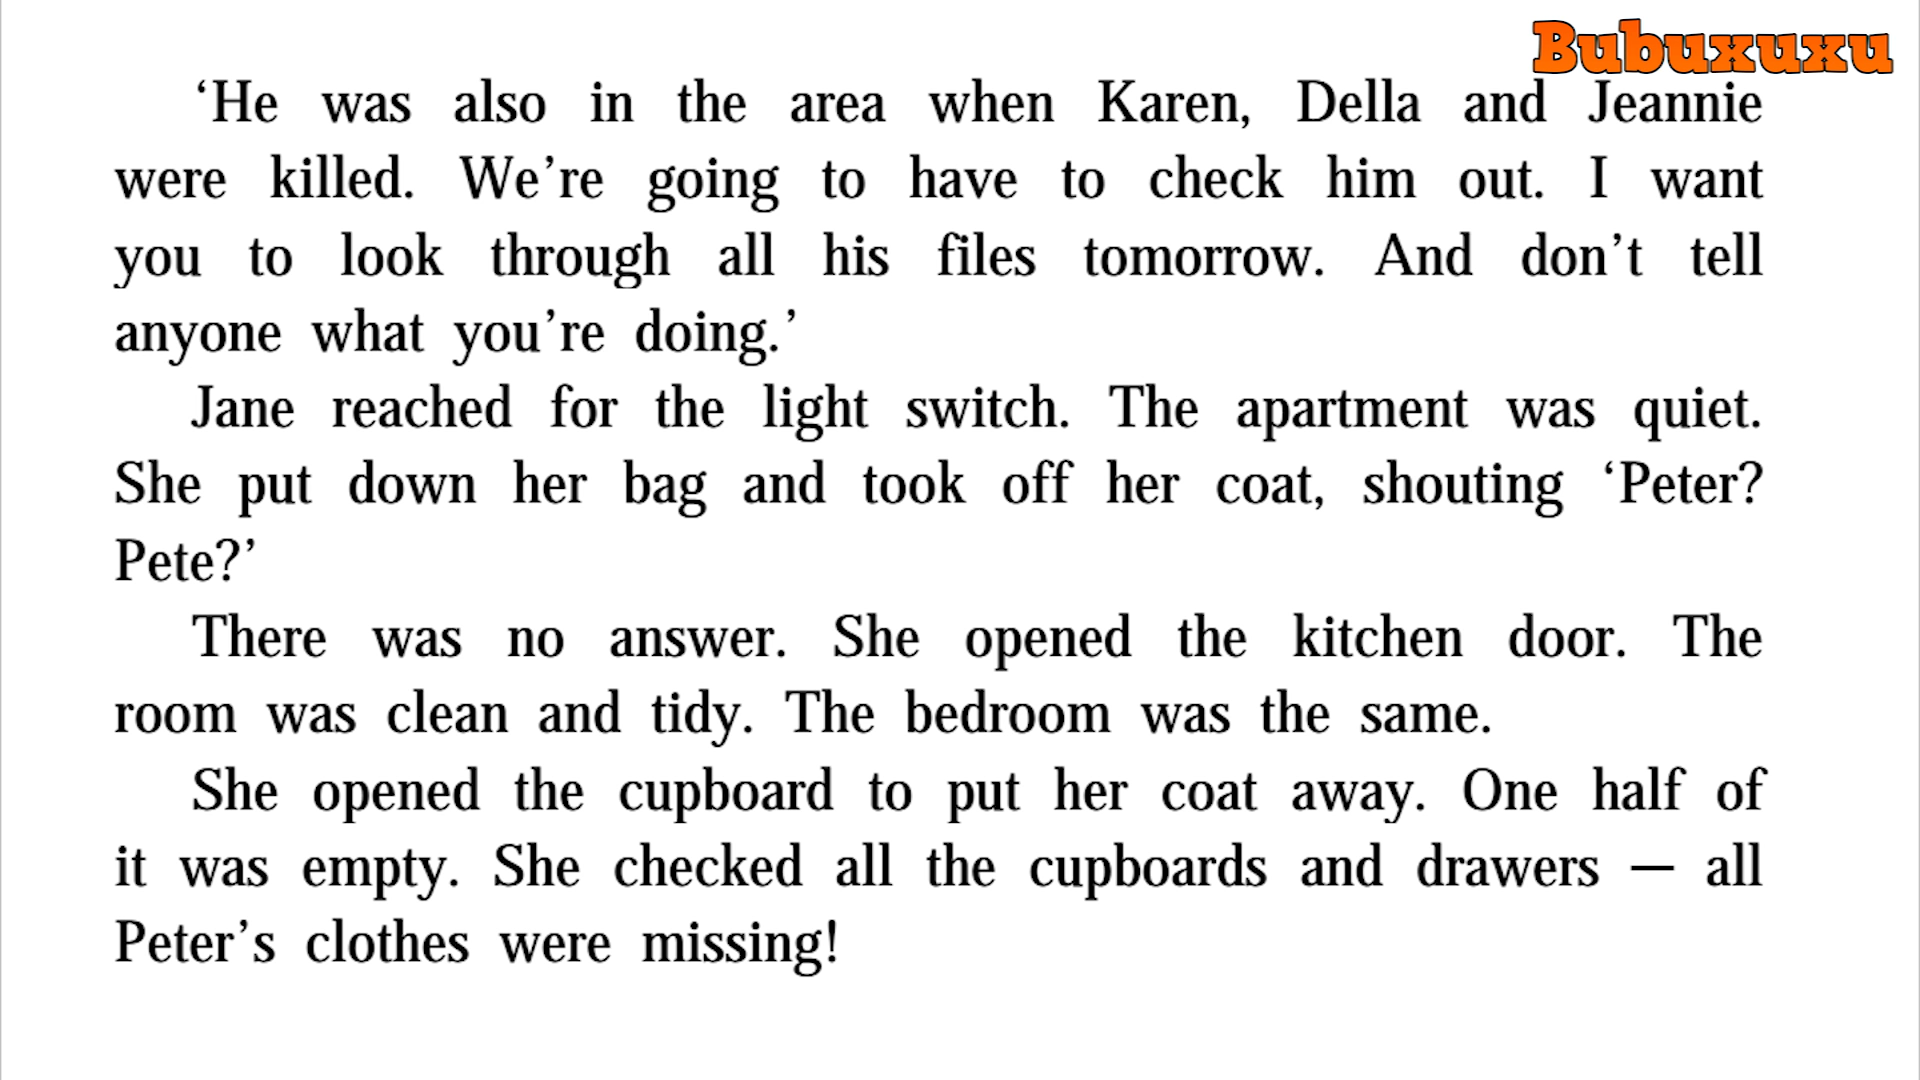 Bubuxuxu
‘He was also in the area when Karen, Della and Jeannie
were killed. We’re going to have to check him out. I want
you to look through all his files tomorrow. And don’t tell
anyone what you’re doing.’
Jane reached for the light switch. The apartment was quiet.
She put down her bag and took off her coat, shouting ‘Peter?
Pete?’
There was no answer. She opened the kitchen door. The
room was clean and tidy. The bedroom was the same.
She opened the cupboard to put her coat away. One half of
it was empty. She checked all the cupboards and drawers — all
Peter’s clothes were missing!